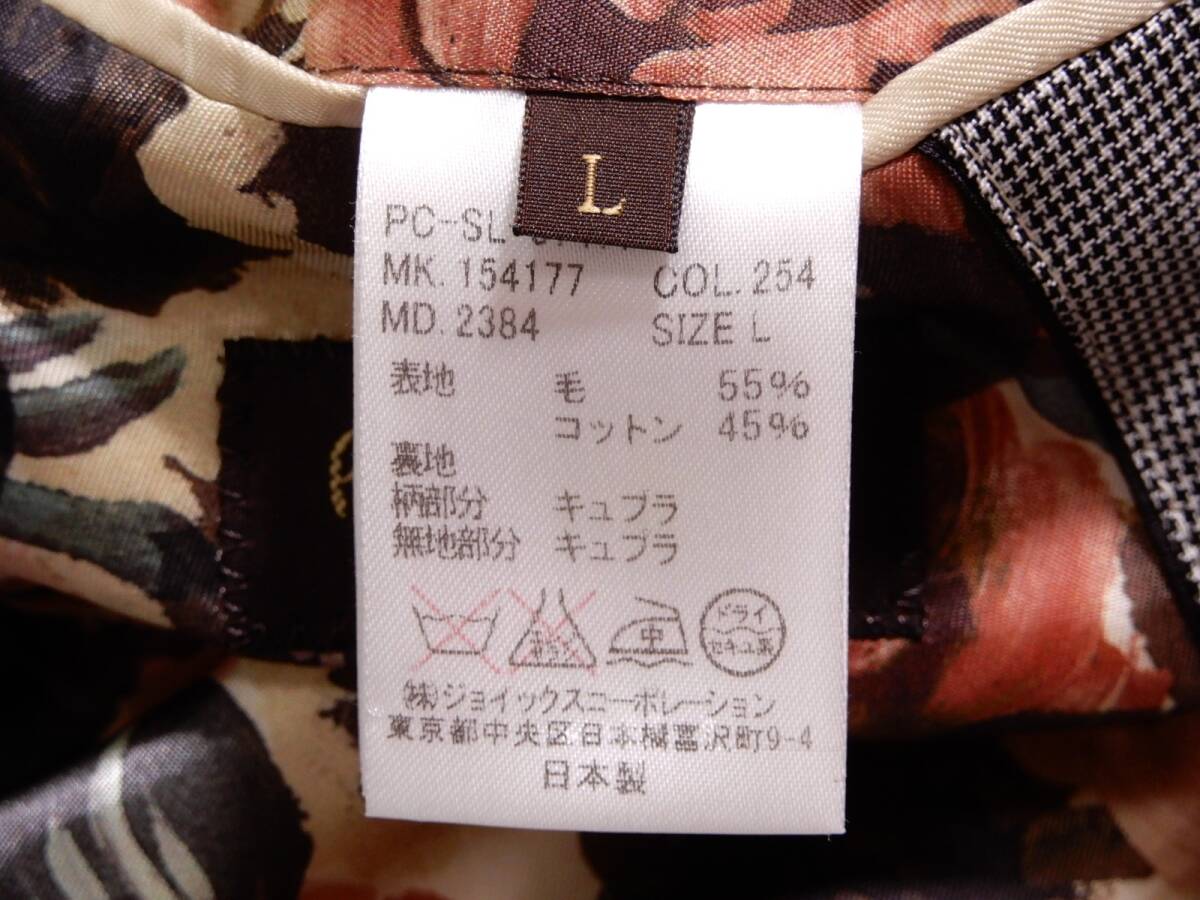 L
PC-SL
MK. 154177 COL. 254
MD. 2384 SIZE L
表地 毛 55%
コットン 45%
裏地
柄部分 キュプラ
無地部分 キュプラ
中 ドライ
セキユ系
(株)ジョイックスコーポレーション
東京都中央区日本橋富沢町9-4
日本製